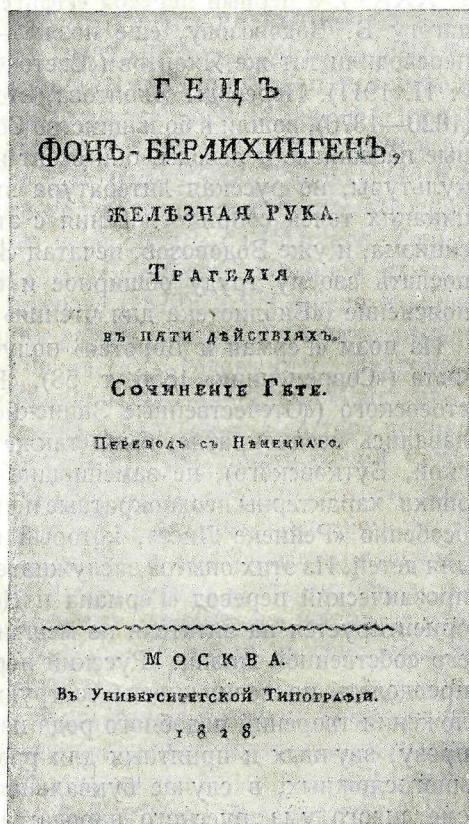 ГЕЦЪ
ФОНЪ-БЕРЛИХИНГЕНЪ,
ЖЕЛѢЗНАЯ РУКА.
ТРАГЕДІЯ
ВЪ ПЯТИ ДѢЙСТВІЯХЪ.
СОЧИНЕНІЕ ГЕТЕ.
ПЕРЕВОДЪ СЪ НѢМЕЦКАГО.
МОСКВА.
ВЪ УНИВЕРСИТЕТСКОЙ ТИПОГРАФІИ.
1828.